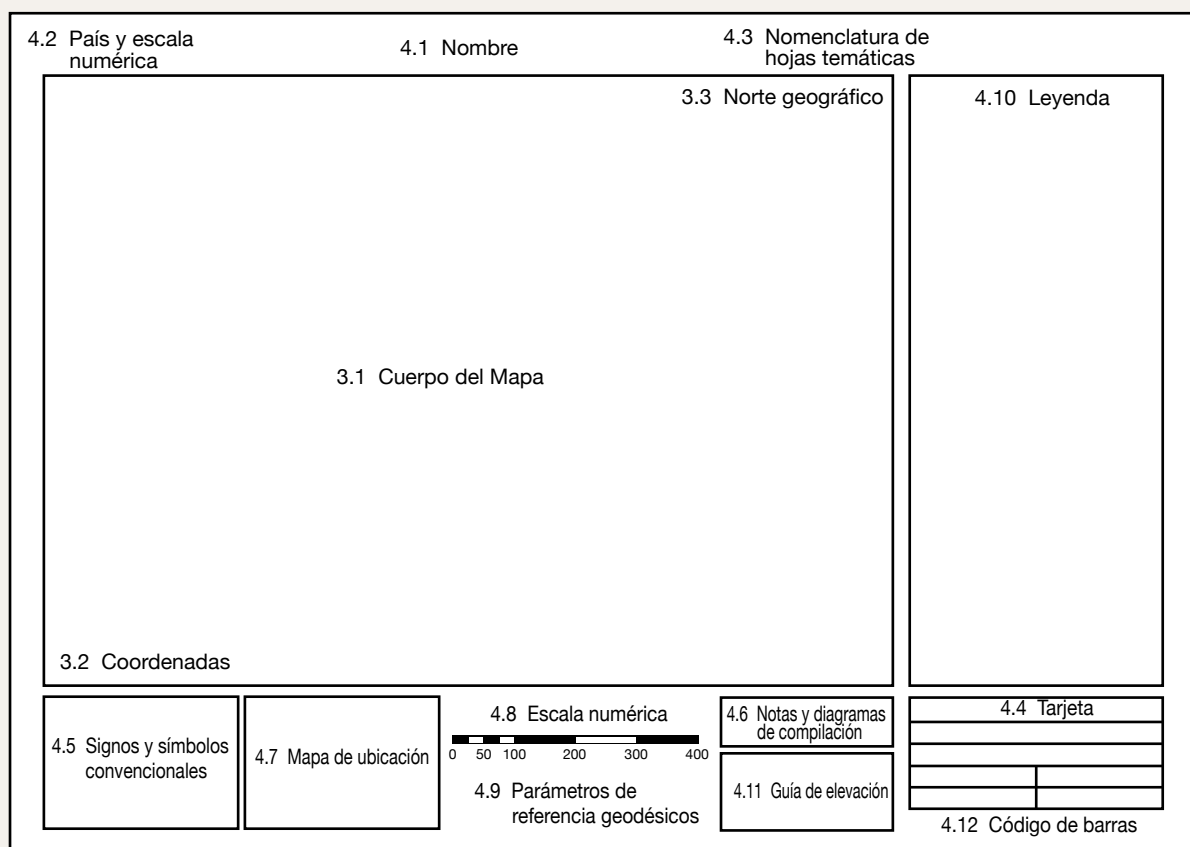 4.2 País y escala
numérica
4.1 Nombre
4.3 Nomenclatura de
hojas temáticas
3.3 Norte geográfico
4.10 Leyenda
3.1 Cuerpo del Mapa
3.2 Coordenadas
4.5 Signos y símbolos
convencionales
4.7 Mapa de ubicación
4.8 Escala numérica
0 50 100 200 300 400
4.9 Parámetros de
referencia geodésicos
4.6 Notas y diagramas
de compilación
4.11 Guía de elevación
4.4 Tarjeta
4.12 Código de barras